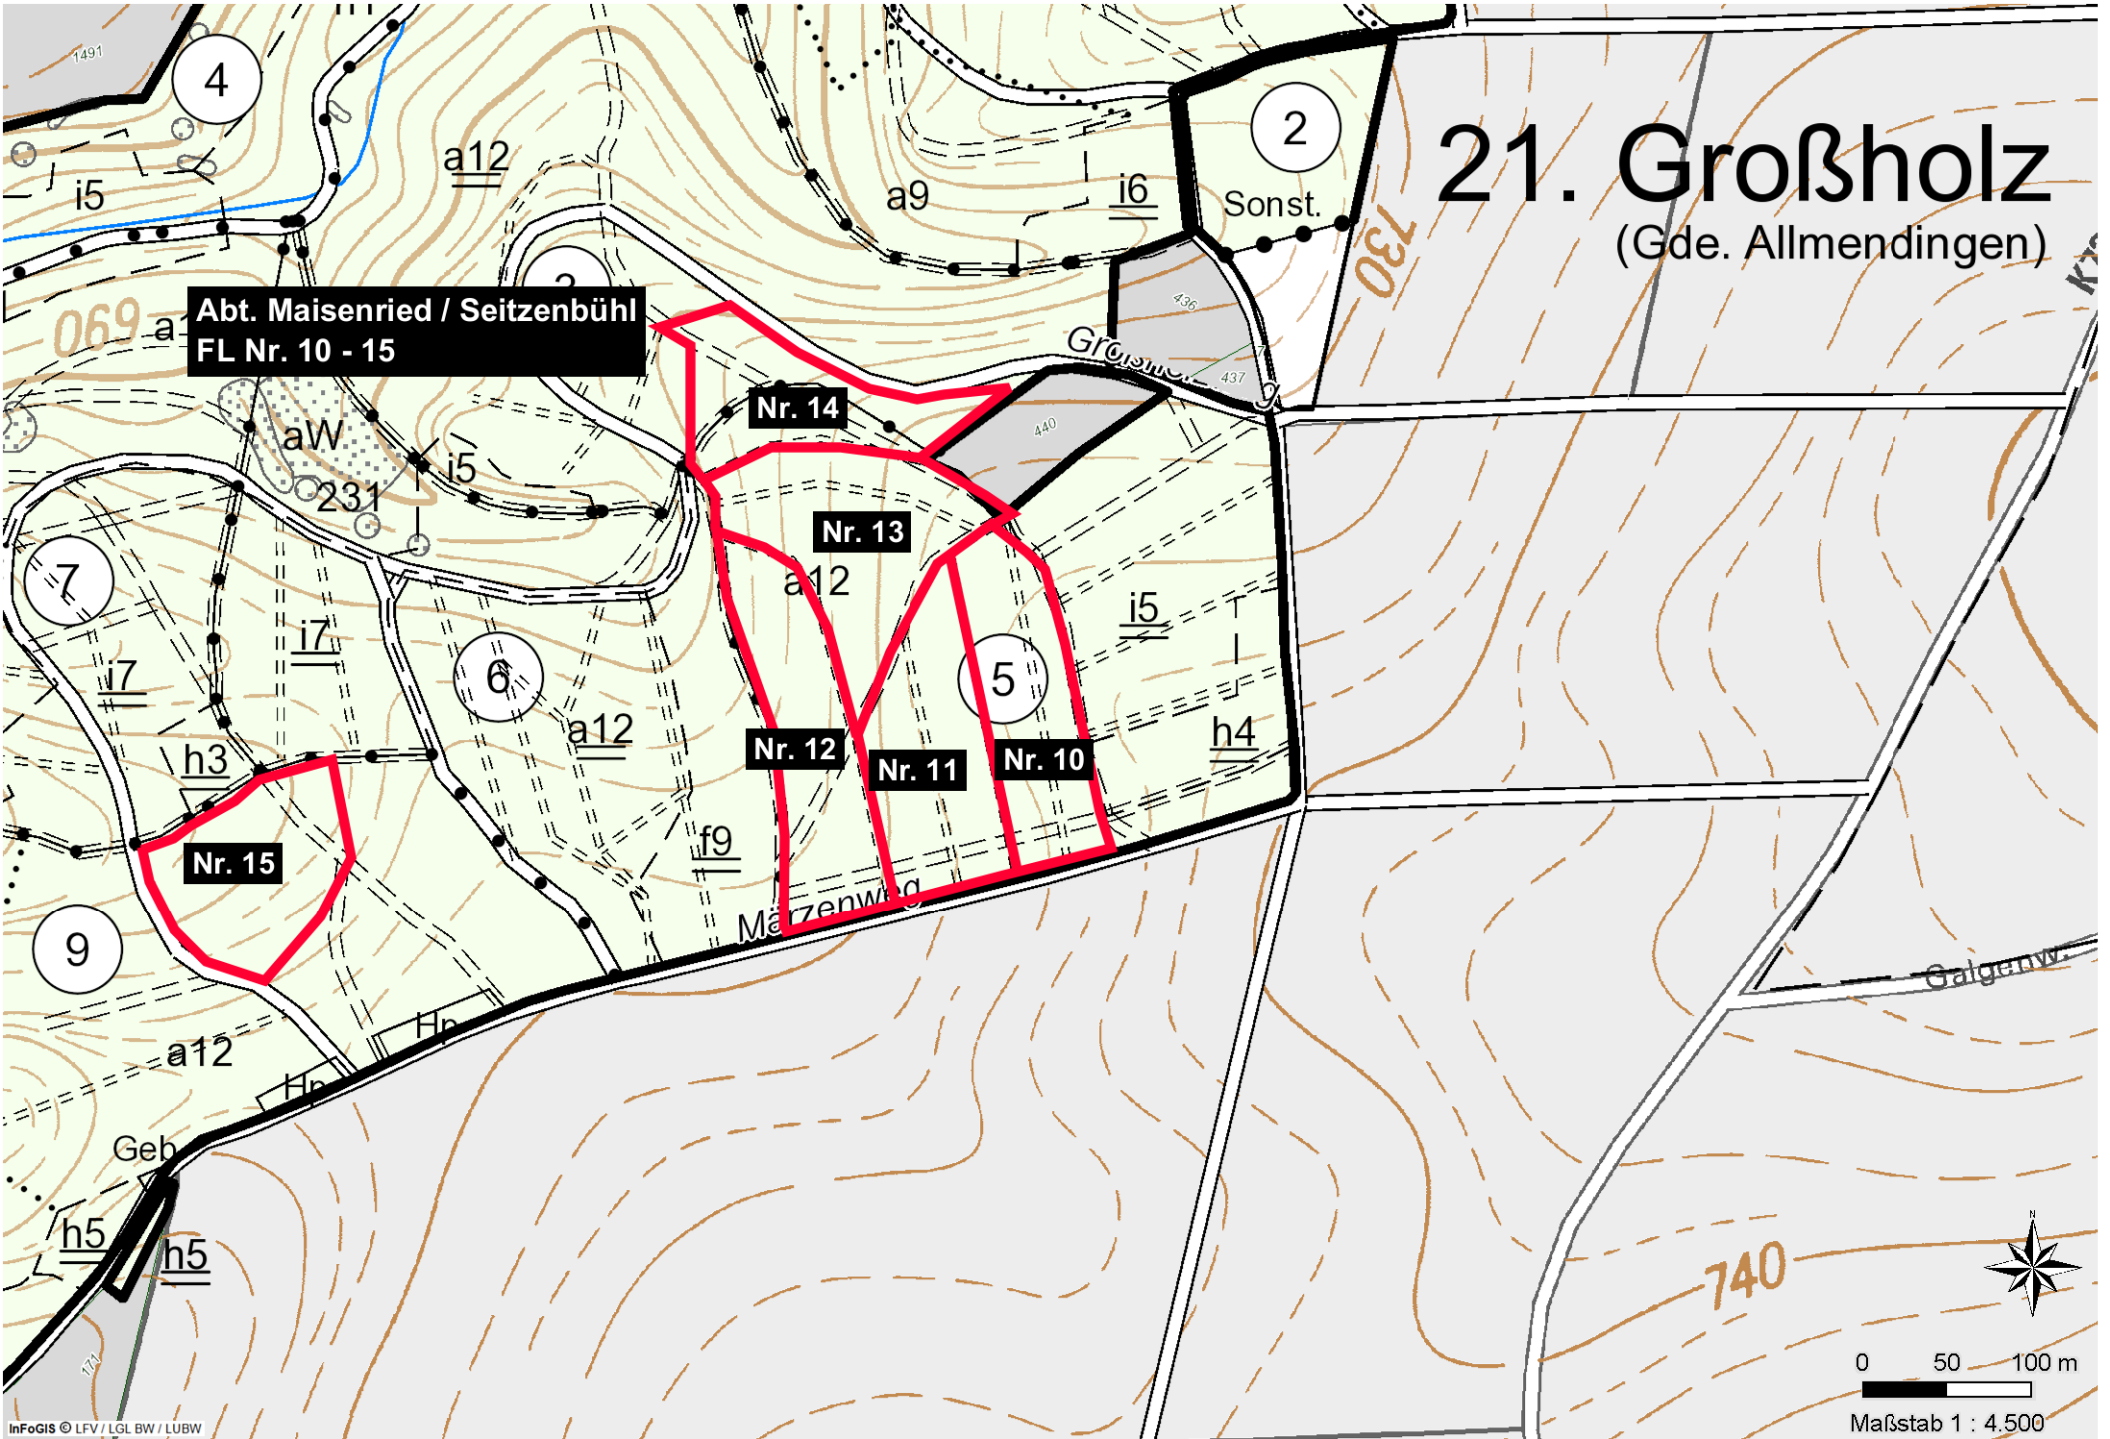 1491
4
a12
i5
a9
i6
2
Sonst.
730
21. Großholz
(Gde. Allmendingen)
436
437
440
069
a
Abt. Maisenried / Seitzenbühl
FL Nr. 10 - 15
Nr. 14
aW
231
i5
Nr. 13
a12
7
i7
i7
6
5
i5
a12
h3
h4
Nr. 12
Nr. 11
Nr. 10
Nr. 15
f9
Märzenweg
9
Galgenw.
a12
Hp
Hp
Geb
h5
h5
171
740
N
0 50 100 m
Maßstab 1 : 4.500
InFoGIS © LFV / LGL BW / LUBW